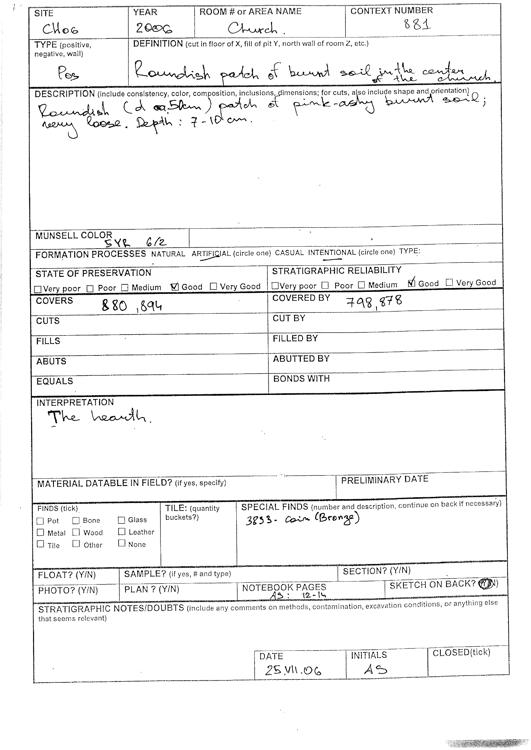 SITE YEAR ROOM # or AREA NAME CONTEXT NUMBER
CH06 2006 Church. 881
TYPE (positive, negative, wall) DEFINITION (cut in floor of X, fill of pit Y, north wall of room Z, etc.)
Pos Roundish patch of burnt soil in the center of the church.
DESCRIPTION (include consistency, color, composition, inclusions, dimensions; for cuts, also include shape and orientation)
Roundish (d ca 51cm) patch of pink-ashy burnt soil;
very loose. Depth: 7-10 cm.
MUNSELL COLOR
5YR 6/2
FORMATION PROCESSES NATURAL ARTIFICIAL (circle one) CASUAL INTENTIONAL (circle one) TYPE:
STATE OF PRESERVATION STRATIGRAPHIC RELIABILITY
Very poor Poor Medium Good Very Good Very poor Poor Medium Good Very Good
COVERS 880, 894 COVERED BY 798, 878
CUTS CUT BY
FILLS FILLED BY
ABUTS ABUTTED BY
EQUALS BONDS WITH
INTERPRETATION
The hearth.
MATERIAL DATABLE IN FIELD? (if yes, specify) PRELIMINARY DATE
FINDS (tick) TILE: (quantity buckets?) SPECIAL FINDS (number and description, continue on back if necessary)
Pot Bone Glass 3853 - coin (Bronze)
Metal Wood Leather
Tile Other None
FLOAT? (Y/N) SAMPLE? (if yes, # and type) SECTION? (Y/N)
PHOTO? (Y/N) PLAN? (Y/N) NOTEBOOK PAGES SKETCH ON BACK? (Y/N)
AS: 12-14
STRATIGRAPHIC NOTES/DOUBTS (include any comments on methods, contamination, excavation conditions, or anything else
that seems relevant)
DATE INITIALS CLOSED(tick)
25.VII.06 AS